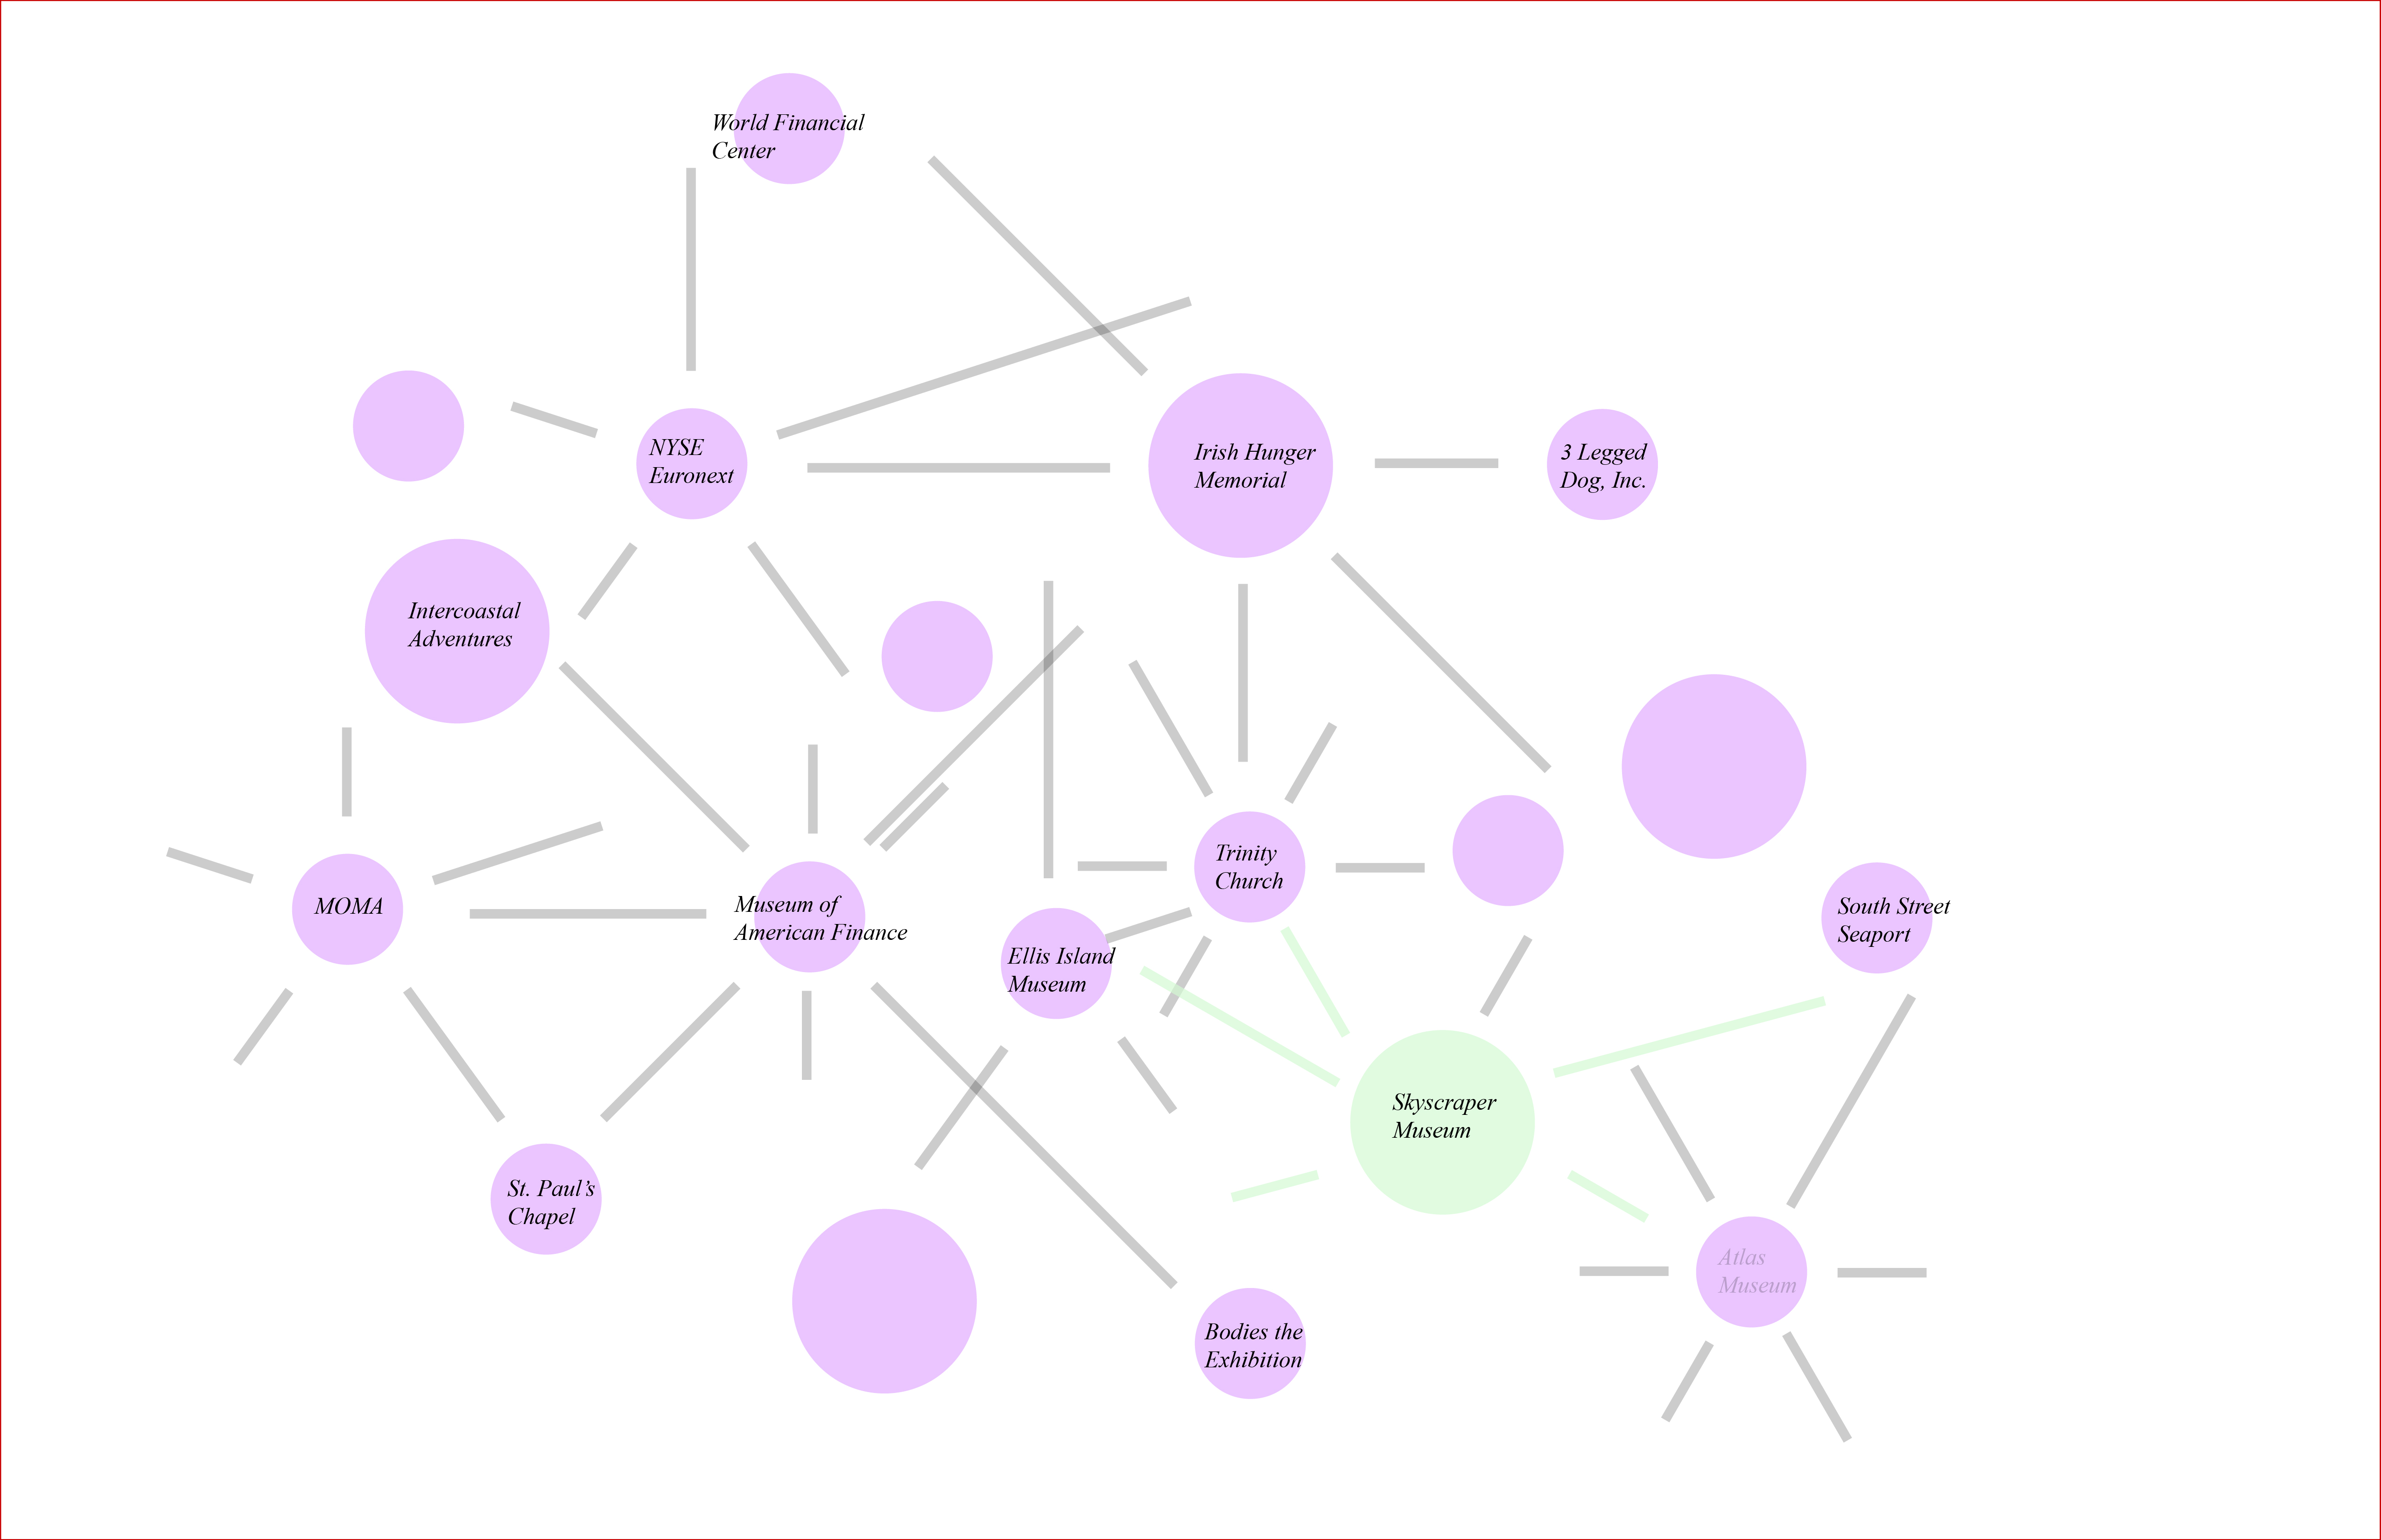 World Financial
Center
NYSE
Euronext
Irish Hunger
Memorial
3 Legged
Dog, Inc.
Intercoastal
Adventures
Trinity
Church
MOMA
Museum of
American Finance
Ellis Island
Museum
South Street
Seaport
Skyscraper
Museum
St. Paul’s
Chapel
Atlas
Museum
Bodies the
Exhibition